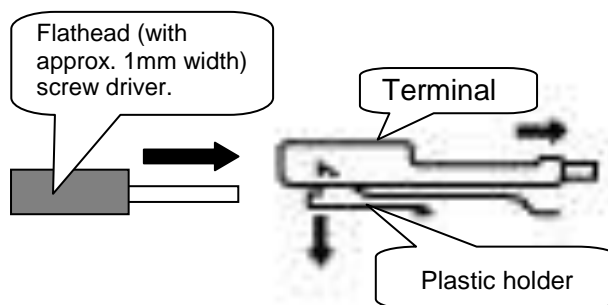 Flathead (with
approx. 1mm width)
screw driver.
Terminal
Plastic holder